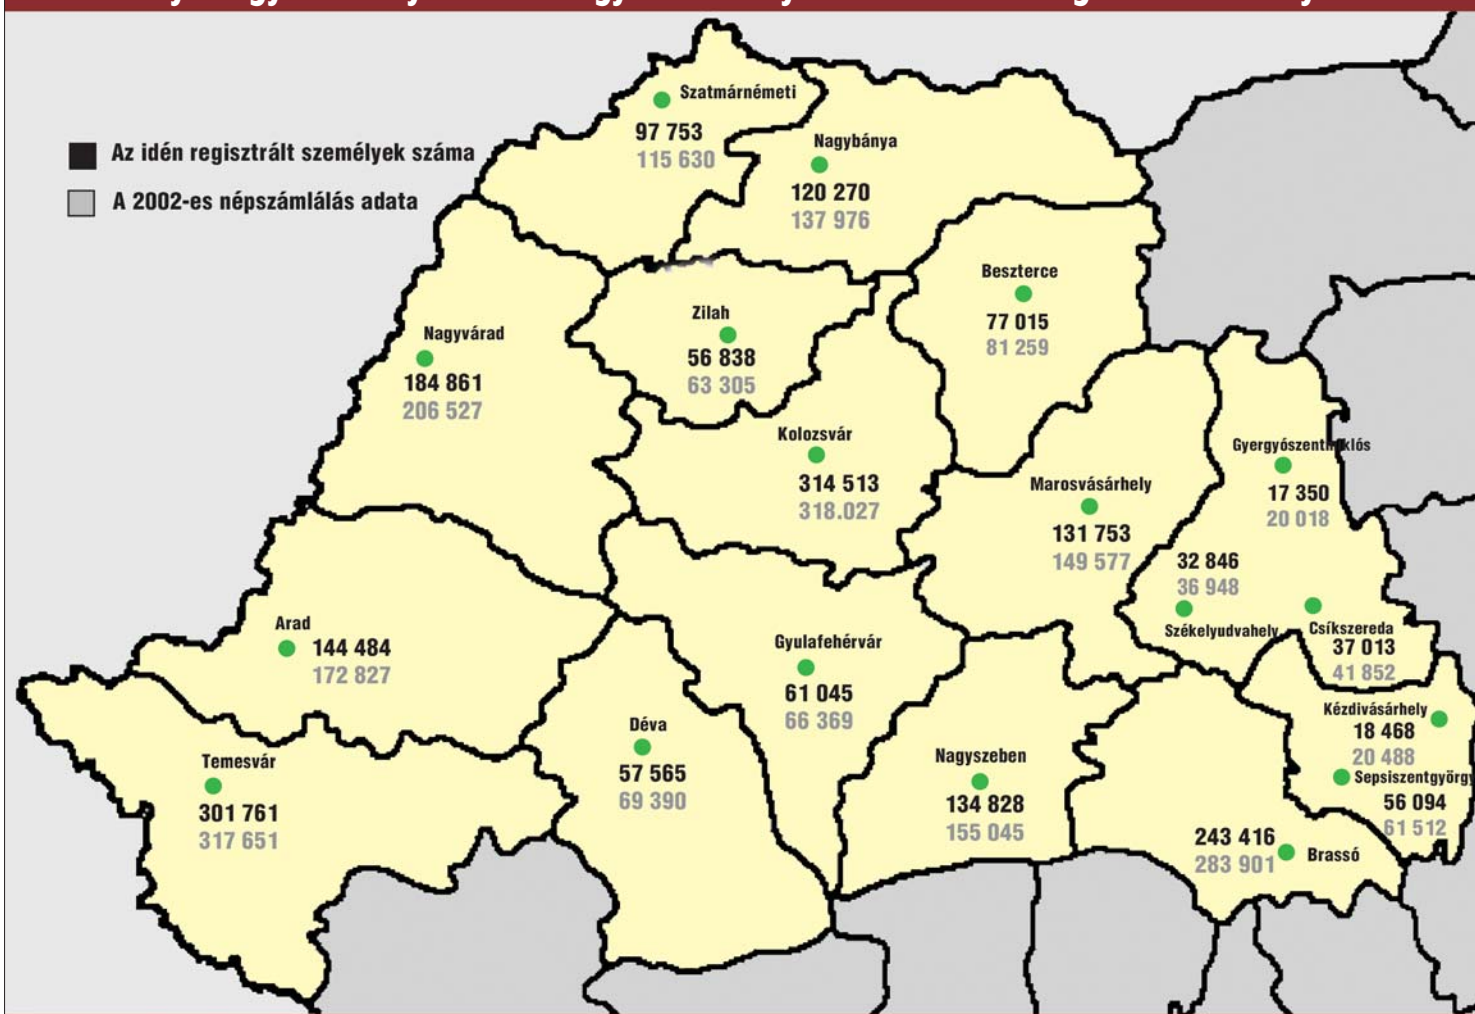 Az idén regisztrált személyek száma
A 2002-es népszámlálás adata
Szatmárnémeti
97 753
115 630
Nagybánya
120 270
137 976
Beszterce
77 015
81 259
Zilah
56 838
63 305
Nagyvárad
184 861
206 527
Kolozsvár
314 513
318.027
Marosvásárhely
131 753
149 577
Gyergyószentmiklós
17 350
20 018
32 846
36 948
Székelyudvahely
Csíkszereda
37 013
41 852
Arad
144 484
172 827
Gyulafehérvár
61 045
66 369
Déva
57 565
69 390
Temesvár
301 761
317 651
Nagyszeben
134 828
155 045
Kézdivásárhely
18 468
20 488
Sepsiszentgyörgy
56 094
61 512
243 416
283 901
Brassó